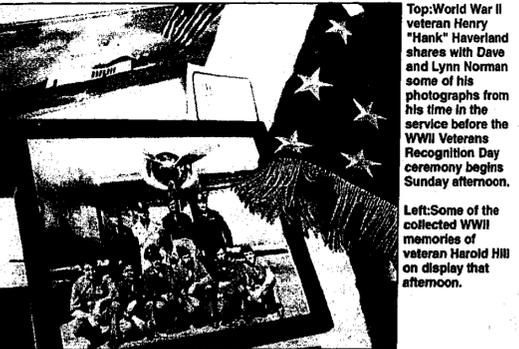 Top:World War II
veteran Henry
"Hank" Haverland
shares with Dave
and Lynn Norman
some of his
photographs from
his time in the
service before the
WWII Veterans
Recognition Day
ceremony begins
Sunday afternoon.
Left:Some of the
collected WWII
memories of
veteran Harold Hill
on display that
afternoon.